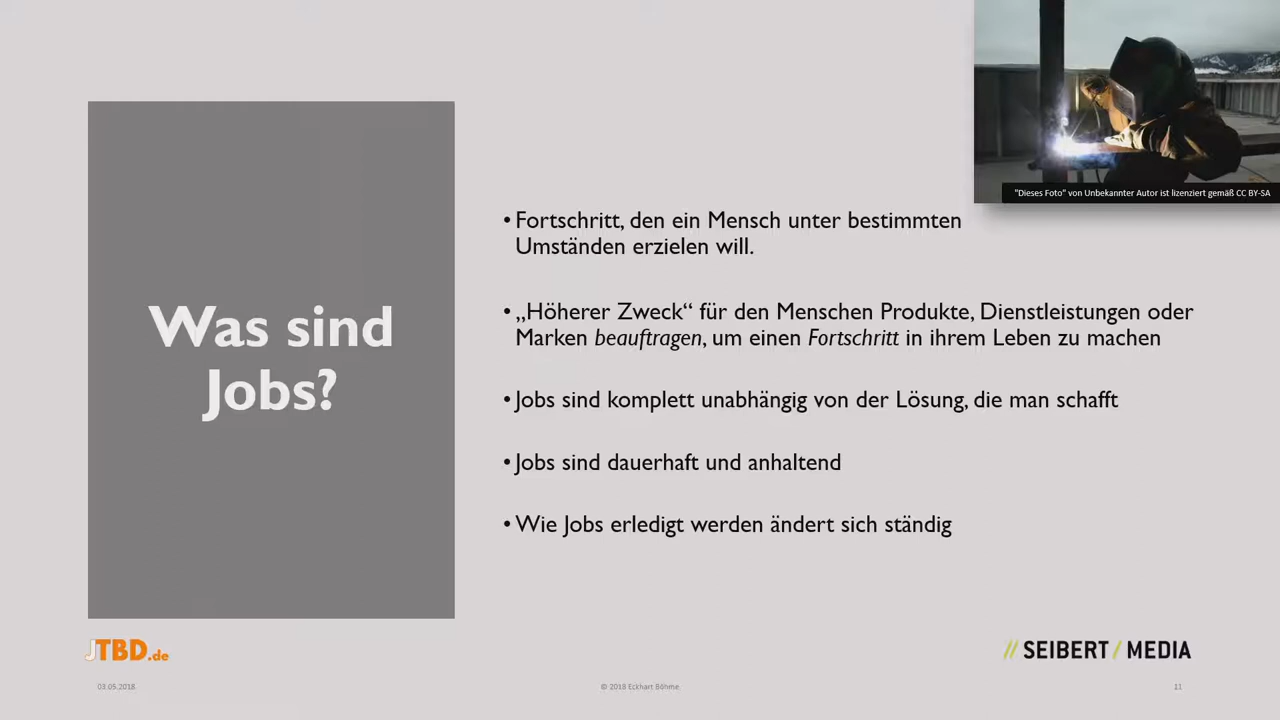 "Dieses Foto" von Unbekannter Autor ist lizenziert gemäß CC BY-SA
Was sind
Jobs?
• Fortschritt, den ein Mensch unter bestimmten
Umständen erzielen will.
• „Höherer Zweck“ für den Menschen Produkte, Dienstleistungen oder
Marken beauftragen, um einen Fortschritt in ihrem Leben zu machen
• Jobs sind komplett unabhängig von der Lösung, die man schafft
• Jobs sind dauerhaft und anhaltend
• Wie Jobs erledigt werden ändert sich ständig
JTBD.de
// SEIBERT / MEDIA
03.05.2018
© 2018 Eckhart Böhme
11